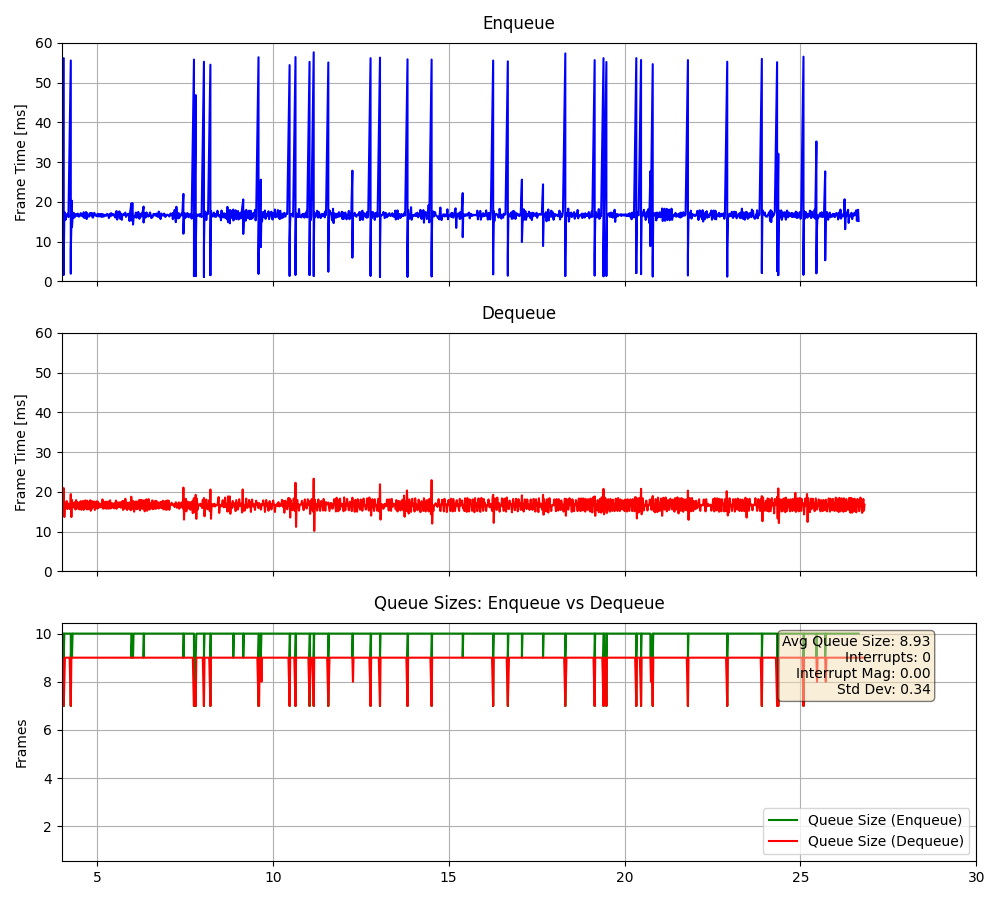 Enqueue
Frame Time [ms]
60
50
40
30
20
10
0
Dequeue
Frame Time [ms]
60
50
40
30
20
10
0
Queue Sizes: Enqueue vs Dequeue
Frames
10
8
6
4
2
Avg Queue Size: 8.93
Interrupts: 0
Interrupt Mag: 0.00
Std Dev: 0.34
Queue Size (Enqueue)
Queue Size (Dequeue)
5 10 15 20 25 30